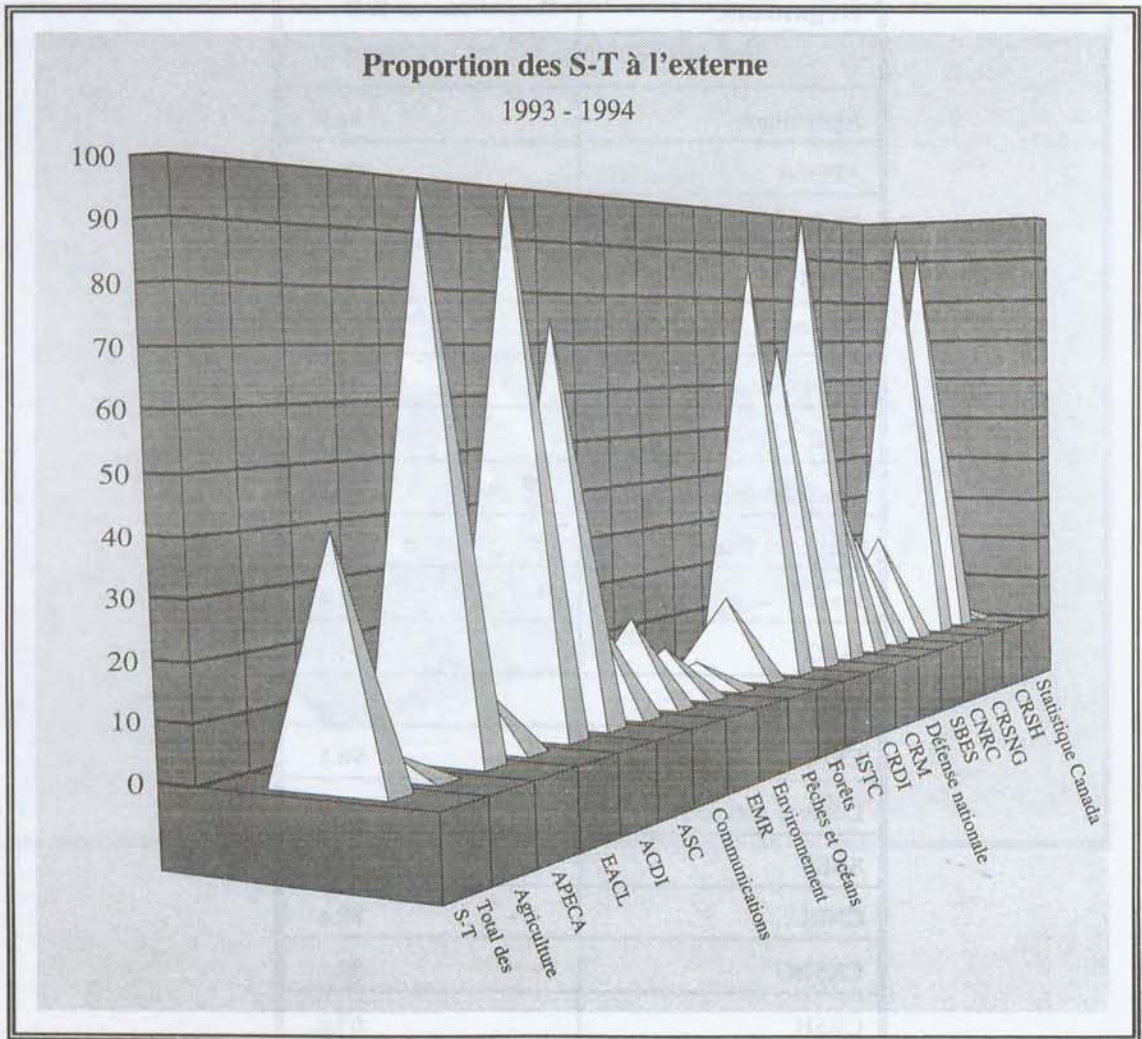 Proportion des S-T à l'externe
1993 - 1994
100
90
80
70
60
50
40
30
20
10
0
Total des
S-T
Agriculture
APECA
EACL
ACDI
ASC
Communications
EMR
Environnement
Pêches et Océans
Forêts
ISTC
CRDI
CRM
Défense nationale
SBES
CNRC
CRSNG
CRSH
Statistique Canada